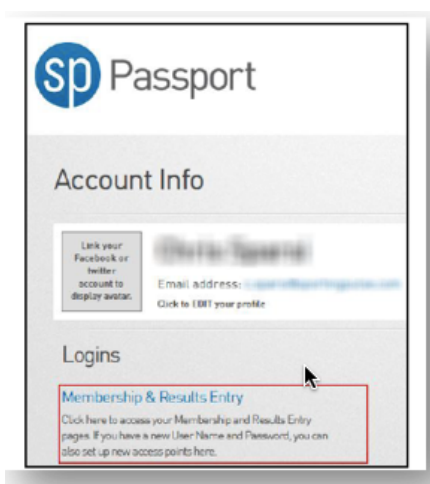 sp Passport
Account Info
Link your
Facebook or
twitter
account to
display avatar.
Email address:
Click to EDIT your profile
Logins
Membership & Results Entry
Click here to access your Membership and Results Entry
pages. If you have a new User Name and Password, you can
also set up new access points here.